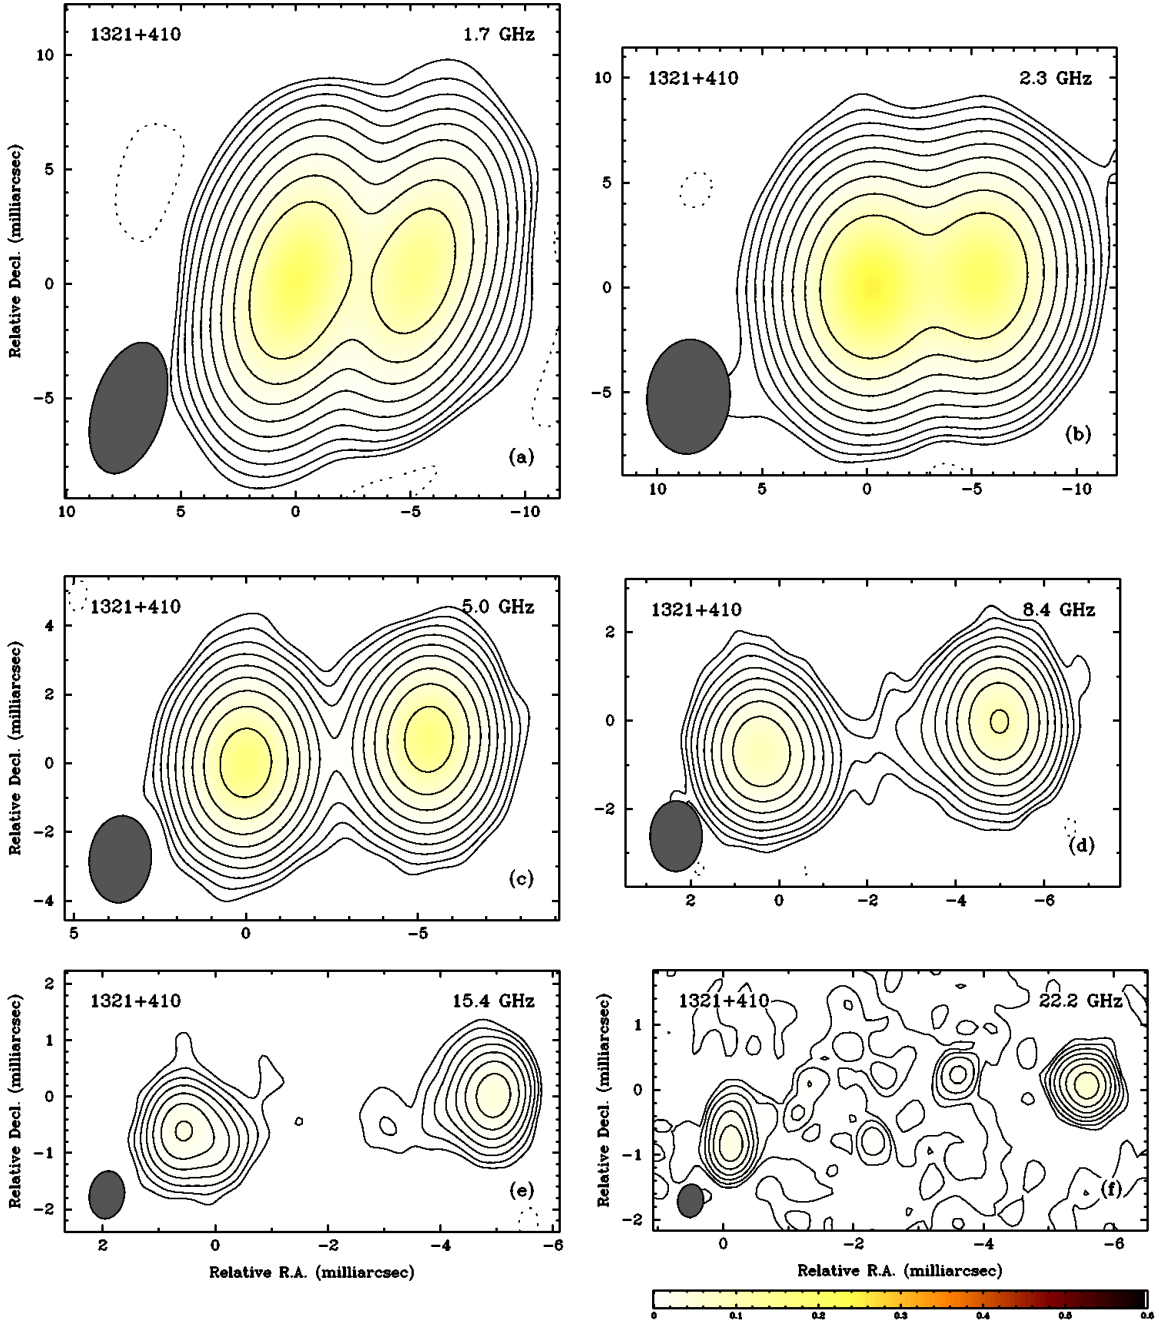 1321+410 1.7 GHz
10
5
0
-5
Relative Decl. (milliarcsec)
(a)
10 5 0 -5 -10
1321+410 2.3 GHz
10
5
0
-5
(b)
10 5 0 -5 -10
1321+410 5.0 GHz
4
2
0
-2
-4
Relative Decl. (milliarcsec)
(c)
5 0 -5
1321+410 8.4 GHz
2
0
-2
(d)
2 0 -2 -4 -6
1321+410 15.4 GHz
2
1
0
-1
-2
Relative Decl. (milliarcsec)
(e)
2 0 -2 -4 -6
Relative R.A. (milliarcsec)
1321+410 22.2 GHz
1
0
-1
-2
Relative Decl. (milliarcsec)
(f)
0 -2 -4 -6
Relative R.A. (milliarcsec)
0 0.1 0.2 0.3 0.4 0.5 0.6